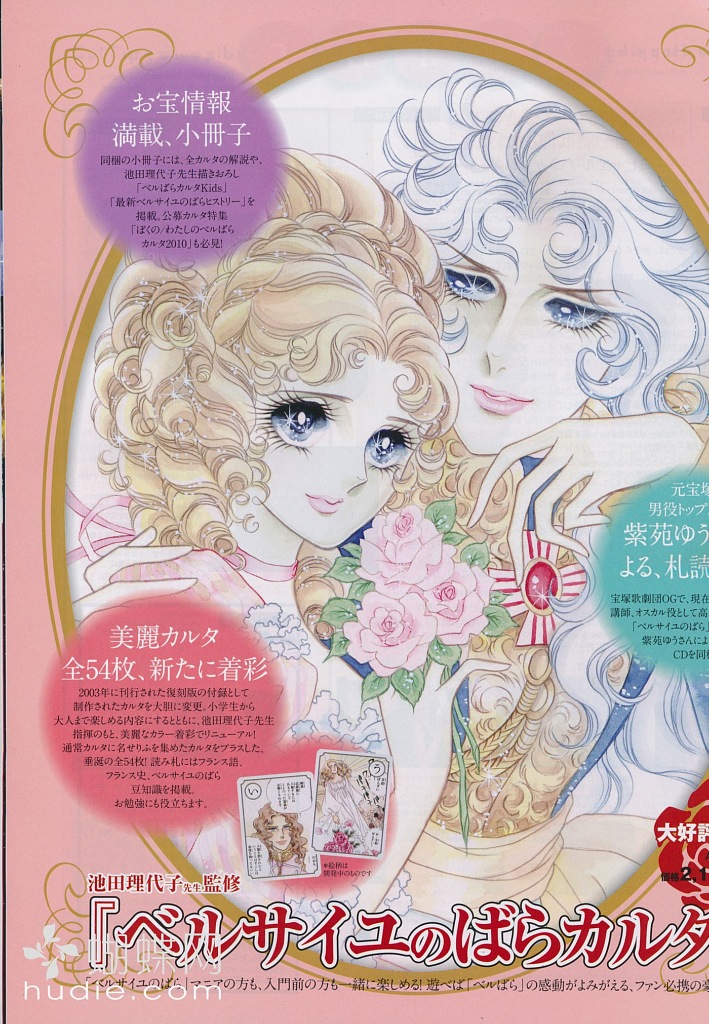 お宝情報
満載、小冊子
同梱の小冊子には、全カルタの解説や、
池田理代子先生描きおろし
「ベルばらカルタKids」
「最新ベルサイユのばらヒストリー」を
掲載。公募カルタ特集
「ぼくの/わたしのベルばら
カルタ2010」も必見!
元宝塚
男役トップ
紫苑ゆう
よる、札読
宝塚歌劇団OGで、現在
講師、オスカル役として高
「ベルサイユのばら」
紫苑ゆうさんによ
CDを同梱
美麗カルタ
全54枚、新たに着彩
2003年に刊行された復刻版の付録として
制作されたカルタを大胆に変更。小学生から
大人まで楽しめる内容にするとともに、池田理代子先生
指揮のもと、美麗なカラー着彩でリニューアル!
通常カルタに名せりふを集めたカルタをプラスした、
垂涎の全54枚! 読み札にはフランス語、
フランス史、ベルサイユのばら
豆知識を掲載。
お勉強にも役立ちます。
い
う
*絵柄は
開発中のものです
大好評
価格2,1
池田理代子先生監修
『ベルサイユのばらカルタ
「ベルサイユのばら」マニアの方も、入門前の方も一緒に楽しめる! 遊べば「ベルばら」の感動がよみがえる、ファン必携の豪
蝴蝶网
hudie.com